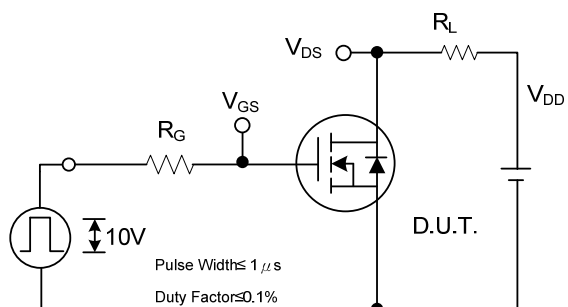 R_L
V_DS
V_DD
V_GS
R_G
D.U.T.
10V
Pulse Width≤ 1 μs
Duty Factor≤0.1%